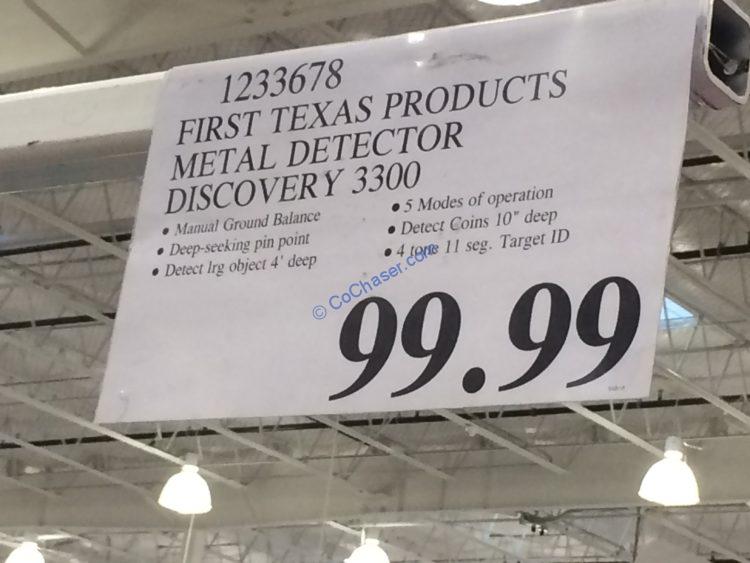 1233678
FIRST TEXAS PRODUCTS
METAL DETECTOR
DISCOVERY 3300
• Manual Ground Balance
• Deep-seeking pin point
• Detect lrg object 4' deep
• 5 Modes of operation
• Detect Coins 10" deep
• 4 tone 11 seg. Target ID
© CoChaser.com
99.99